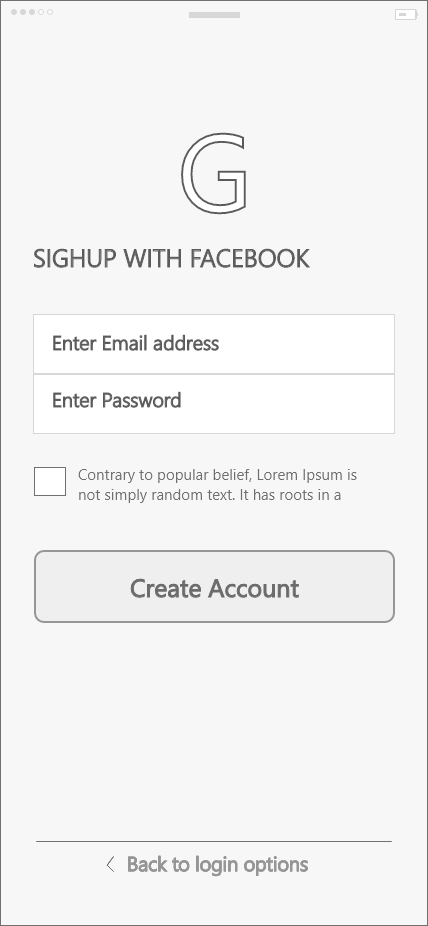 G
SIGHUP WITH FACEBOOK
Enter Email address
Enter Password
Contrary to popular belief, Lorem Ipsum is
not simply random text. It has roots in a
Create Account
Back to login options